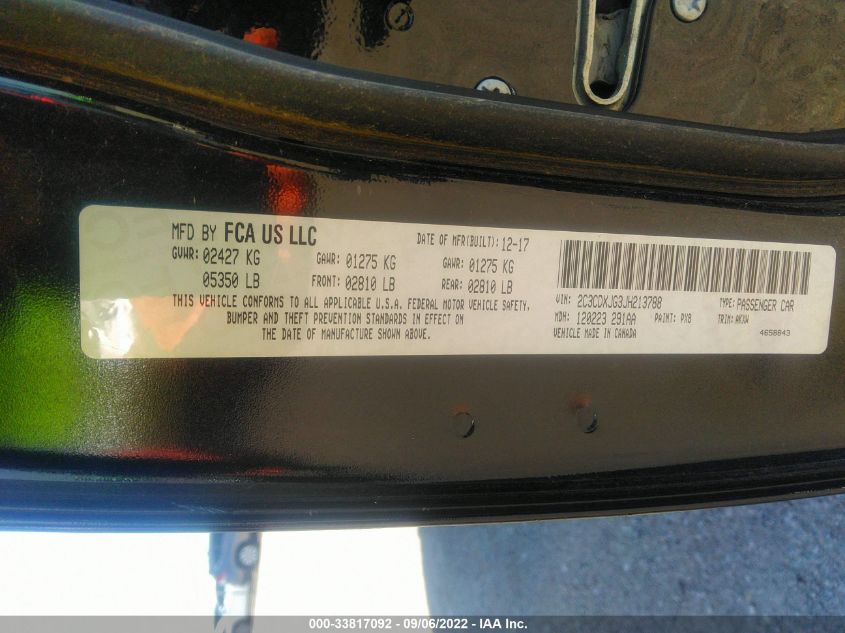 MFD BY FCA US LLC
DATE OF MFR(BUILT): 12-17
GVWR: 02427 KG
GAWR: 01275 KG
GAWR: 01275 KG
05350 LB
FRONT: 02810 LB
REAR: 02810 LB
THIS VEHICLE CONFORMS TO ALL APPLICABLE U.S.A. FEDERAL MOTOR VEHICLE SAFETY,
BUMPER AND THEFT PREVENTION STANDARDS IN EFFECT ON
THE DATE OF MANUFACTURE SHOWN ABOVE.
VIN: 2C3CDXJG3JH213788
TYPE: PASSENGER CAR
MDH: 120223 291AA
PAINT: PX8
TRIM: AKXW
VEHICLE MADE IN CANADA
4658843
000-33817092 - 09/06/2022 - IAA Inc.